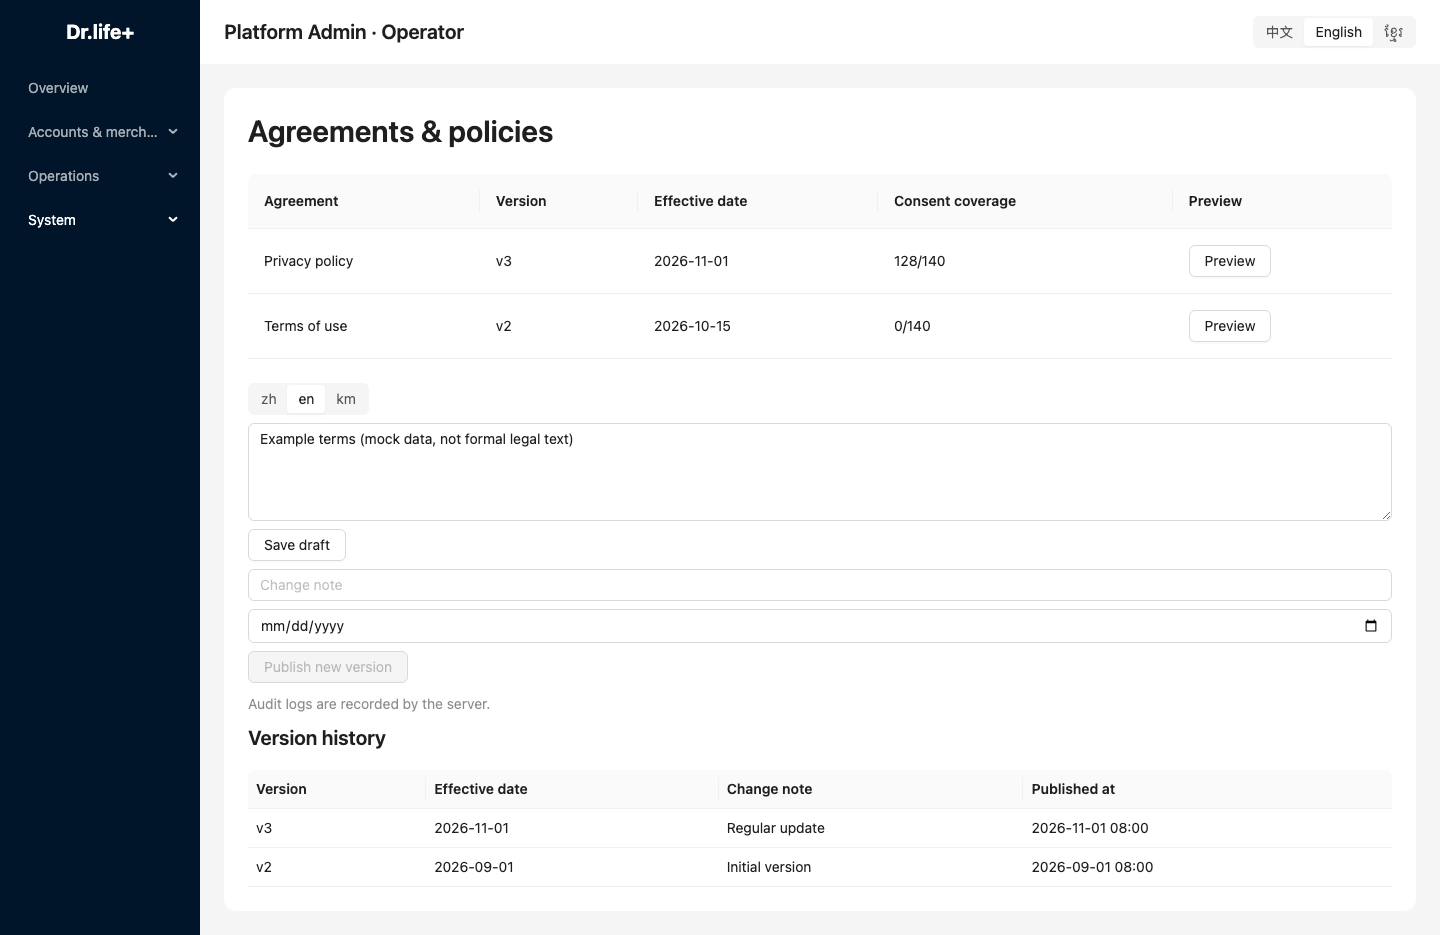 Dr.life+
Overview
Accounts & merch...
Operations
System
Platform Admin · Operator
中文 English ខ្មែរ
Agreements & policies
Agreement Version Effective date Consent coverage Preview
Privacy policy v3 2026-11-01 128/140 Preview
Terms of use v2 2026-10-15 0/140 Preview
zh en km
Example terms (mock data, not formal legal text)
Save draft
Change note
mm/dd/yyyy
Publish new version
Audit logs are recorded by the server.
Version history
Version Effective date Change note Published at
v3 2026-11-01 Regular update 2026-11-01 08:00
v2 2026-09-01 Initial version 2026-09-01 08:00